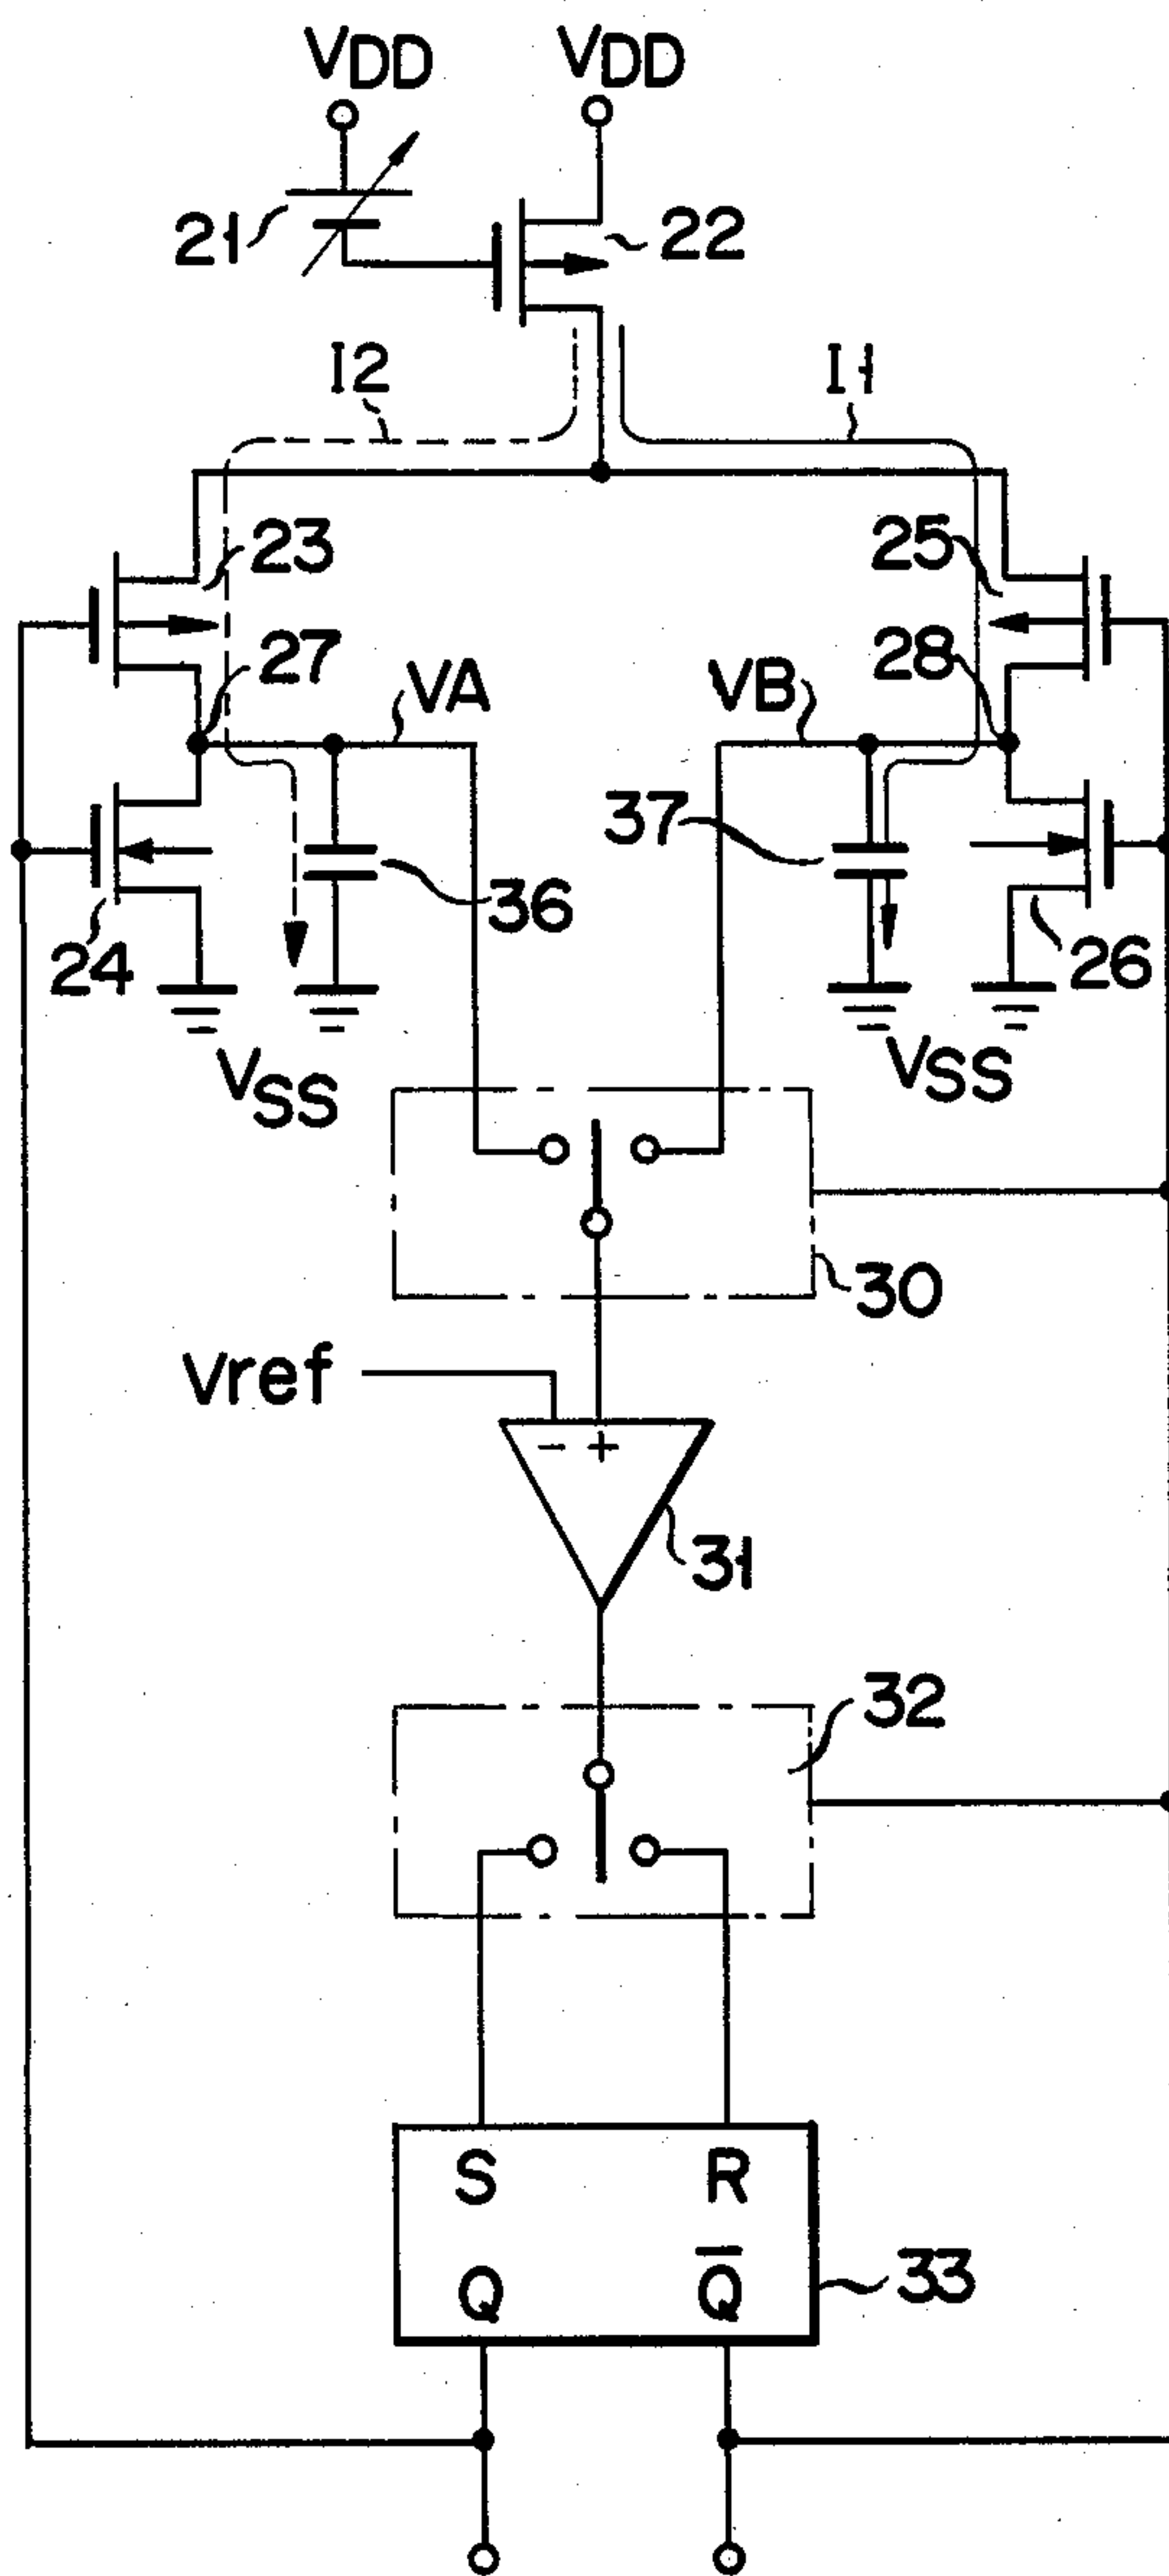 VDD VDD
21 22
I2 I1
23 25
27 VA VB 28
37
36
24 26
VSS VSS
30
Vref
- +
31
32
S R
Q Q̅ 33